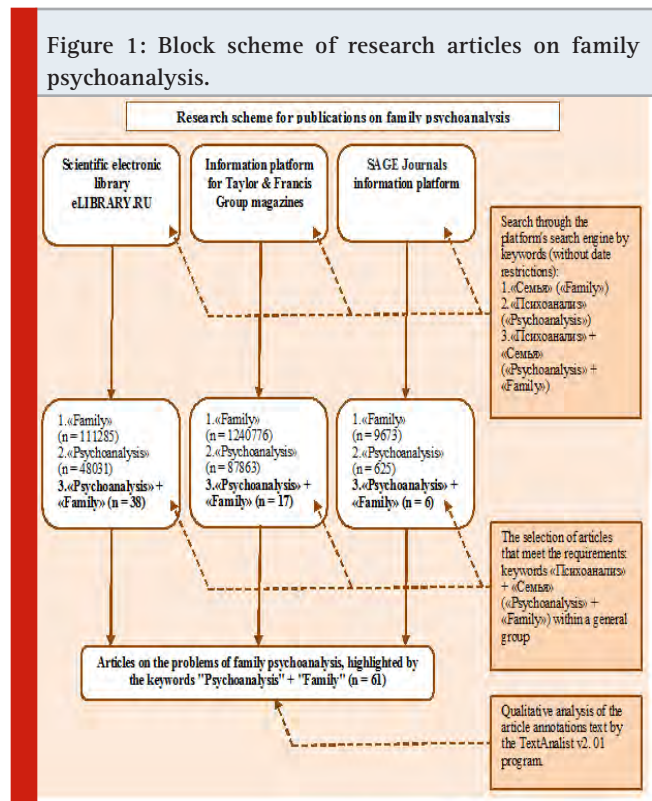 Figure 1: Block scheme of research articles on family
psychoanalysis.
Research scheme for publications on family psychoanalysis
Scientific electronic
library
eLIBRARY.RU
Information platform
for Taylor & Francis
Group magazines
SAGE Journals
information platform
Search through the
platform's search engine by
keywords (without date
restrictions):
1.«Семья» («Family»)
2.«Психоанализ»
(«Psychoanalysis»)
3.«Психоанализ» +
«Семья»
(«Psychoanalysis» +
«Family»)
1.«Family»
(n = 111285)
2.«Psychoanalysis»
(n = 48031)
3.«Psychoanalysis» +
«Family» (n = 38)
1.«Family»
(n = 1240776)
2.«Psychoanalysis»
(n = 87863)
3.«Psychoanalysis» +
«Family» (n = 17)
1.«Family»
(n = 9673)
2.«Psychoanalysis»
(n = 625)
3.«Psychoanalysis» +
«Family» (n = 6)
The selection of articles
that meet the requirements:
keywords «Психоанализ»
+ «Семья»
(«Psychoanalysis» +
«Family») within a general
group
Articles on the problems of family psychoanalysis, highlighted by
the keywords "Psychoanalysis" + "Family" (n = 61)
Qualitative analysis of the
article annotations text by
the TextAnalist v2. 01
program.